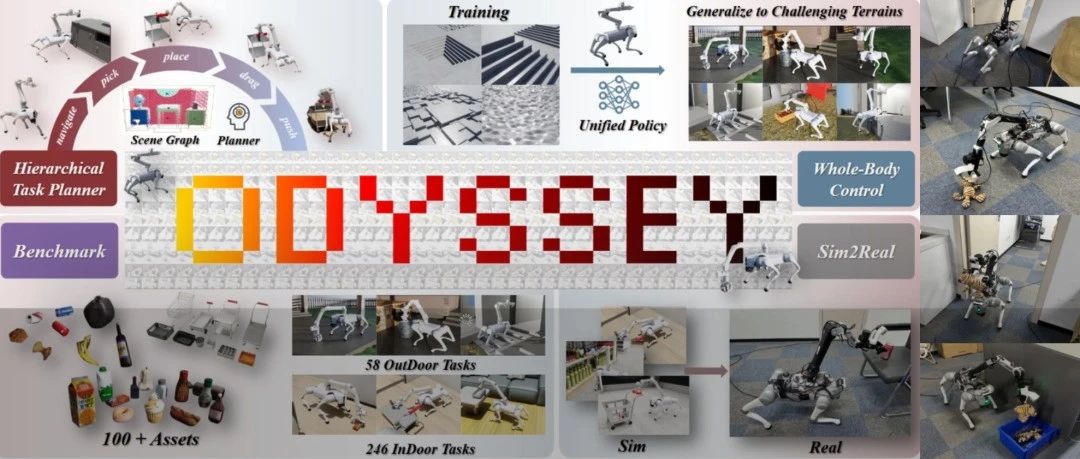 Training
Generalize to Challenging Terrains
navigate
pick
place
drag
push
Scene Graph
Planner
Unified Policy
Hierarchical
Task Planner
Whole-Body
Control
ODYSSEY
Benchmark
Sim2Real
58 OutDoor Tasks
100 + Assets
246 InDoor Tasks
Sim
Real